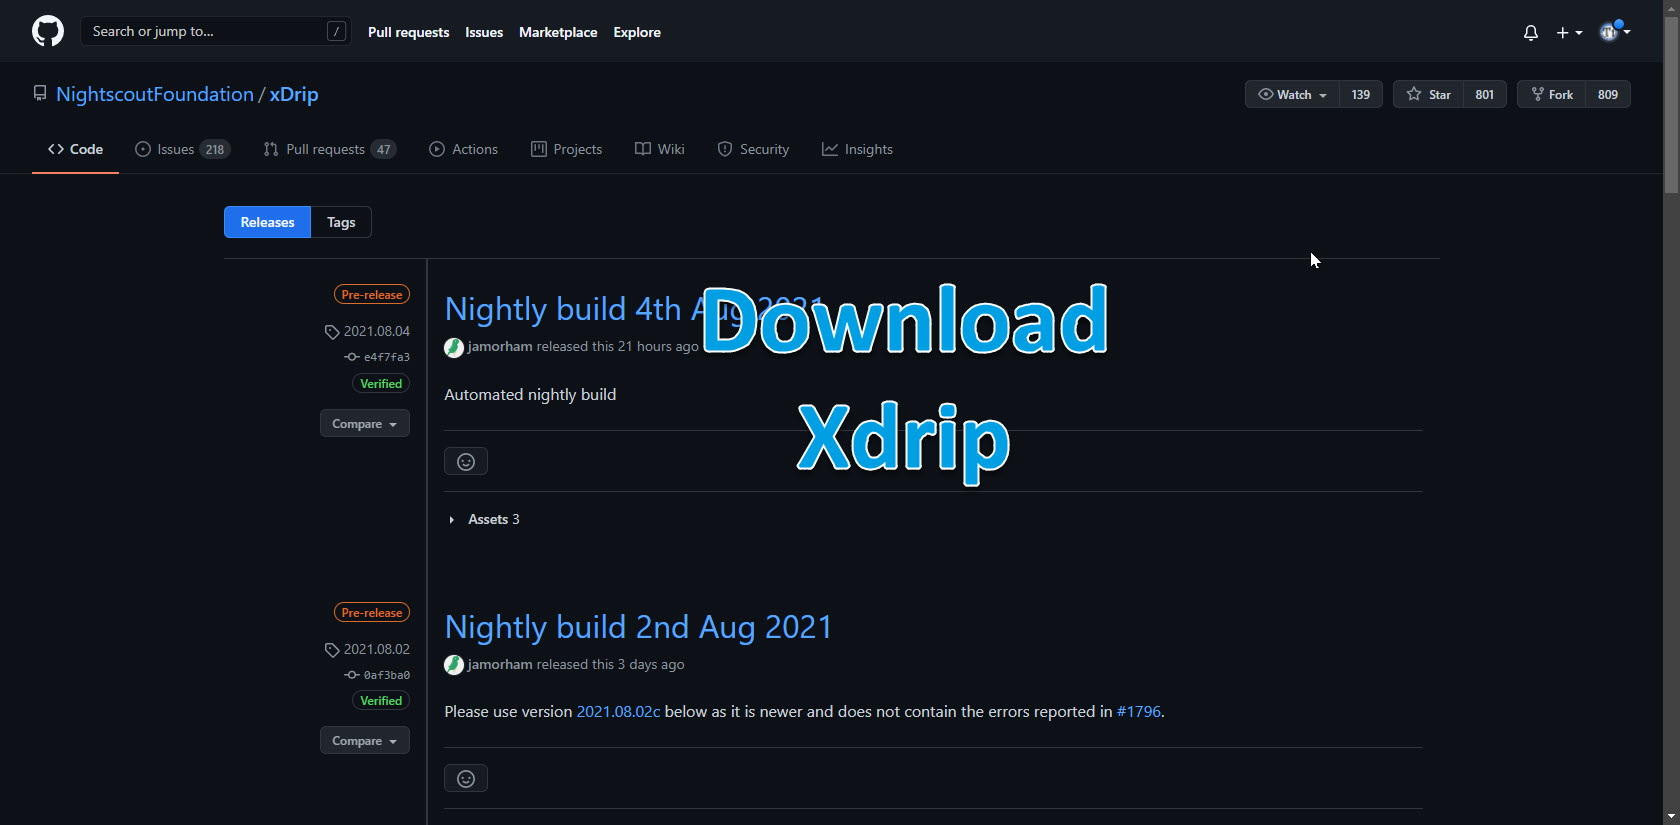 Search or jump to... /
Pull requests Issues Marketplace Explore
NightscoutFoundation / xDrip
Watch 139 Star 801 Fork 809
Code Issues 218 Pull requests 47 Actions Projects Wiki Security Insights
Releases Tags
Pre-release
2021.08.04
e4f7fa3
Verified
Compare
Nightly build 4th Aug 2021
jamorham released this 21 hours ago
Download
Xdrip
Automated nightly build
Assets 3
Pre-release
2021.08.02
0af3ba0
Verified
Compare
Nightly build 2nd Aug 2021
jamorham released this 3 days ago
Please use version 2021.08.02c below as it is newer and does not contain the errors reported in #1796.